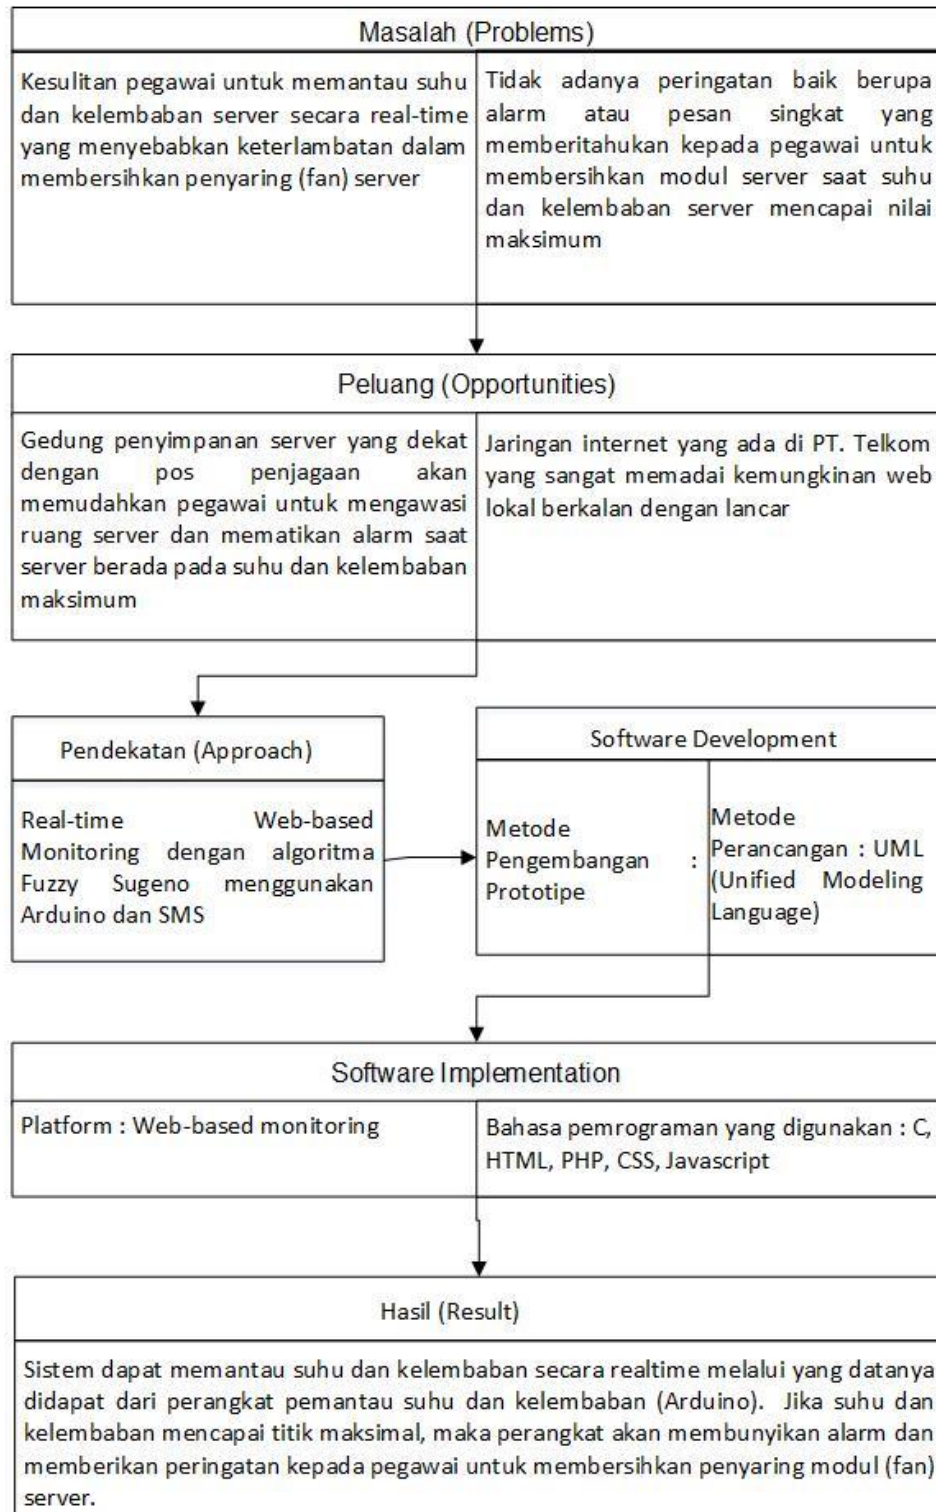 Masalah (Problems)
Kesulitan pegawai untuk memantau suhu
dan kelembaban server secara real-time
yang menyebabkan keterlambatan dalam
membersihkan penyaring (fan) server
Tidak adanya peringatan baik berupa
alarm atau pesan singkat yang
memberitahukan kepada pegawai untuk
membersihkan modul server saat suhu
dan kelembaban server mencapai nilai
maksimum
Peluang (Opportunities)
Gedung penyimpanan server yang dekat
dengan pos penjagaan akan
memudahkan pegawai untuk mengawasi
ruang server dan mematikan alarm saat
server berada pada suhu dan kelembaban
maksimum
Jaringan internet yang ada di PT. Telkom
yang sangat memadai kemungkinan web
lokal berkalan dengan lancar
Pendekatan (Approach)
Real-time Web-based
Monitoring dengan algoritma
Fuzzy Sugeno menggunakan
Arduino dan SMS
Software Development
Metode
Pengembangan :
Prototipe
Metode
Perancangan : UML
(Unified Modeling
Language)
Software Implementation
Platform : Web-based monitoring
Bahasa pemrograman yang digunakan : C,
HTML, PHP, CSS, Javascript
Hasil (Result)
Sistem dapat memantau suhu dan kelembaban secara realtime melalui yang datanya
didapat dari perangkat pemantau suhu dan kelembaban (Arduino). Jika suhu dan
kelembaban mencapai titik maksimal, maka perangkat akan membunyikan alarm dan
memberikan peringatan kepada pegawai untuk membersihkan penyaring modul (fan)
server.